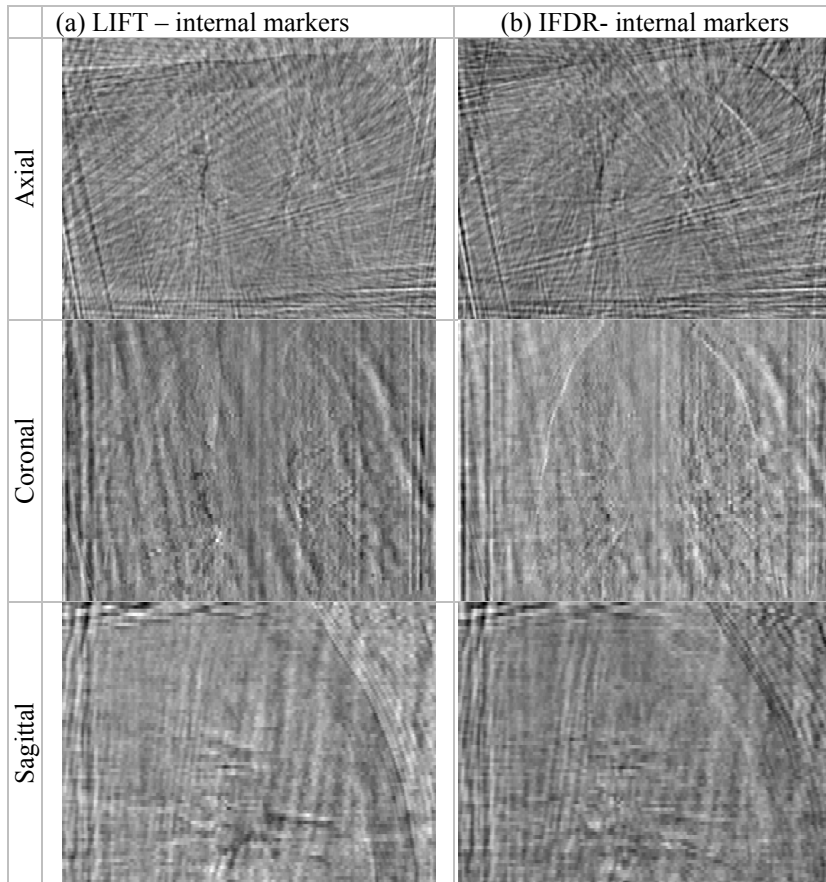 (a) LIFT – internal markers
(b) IFDR- internal markers
Axial
Coronal
Sagittal